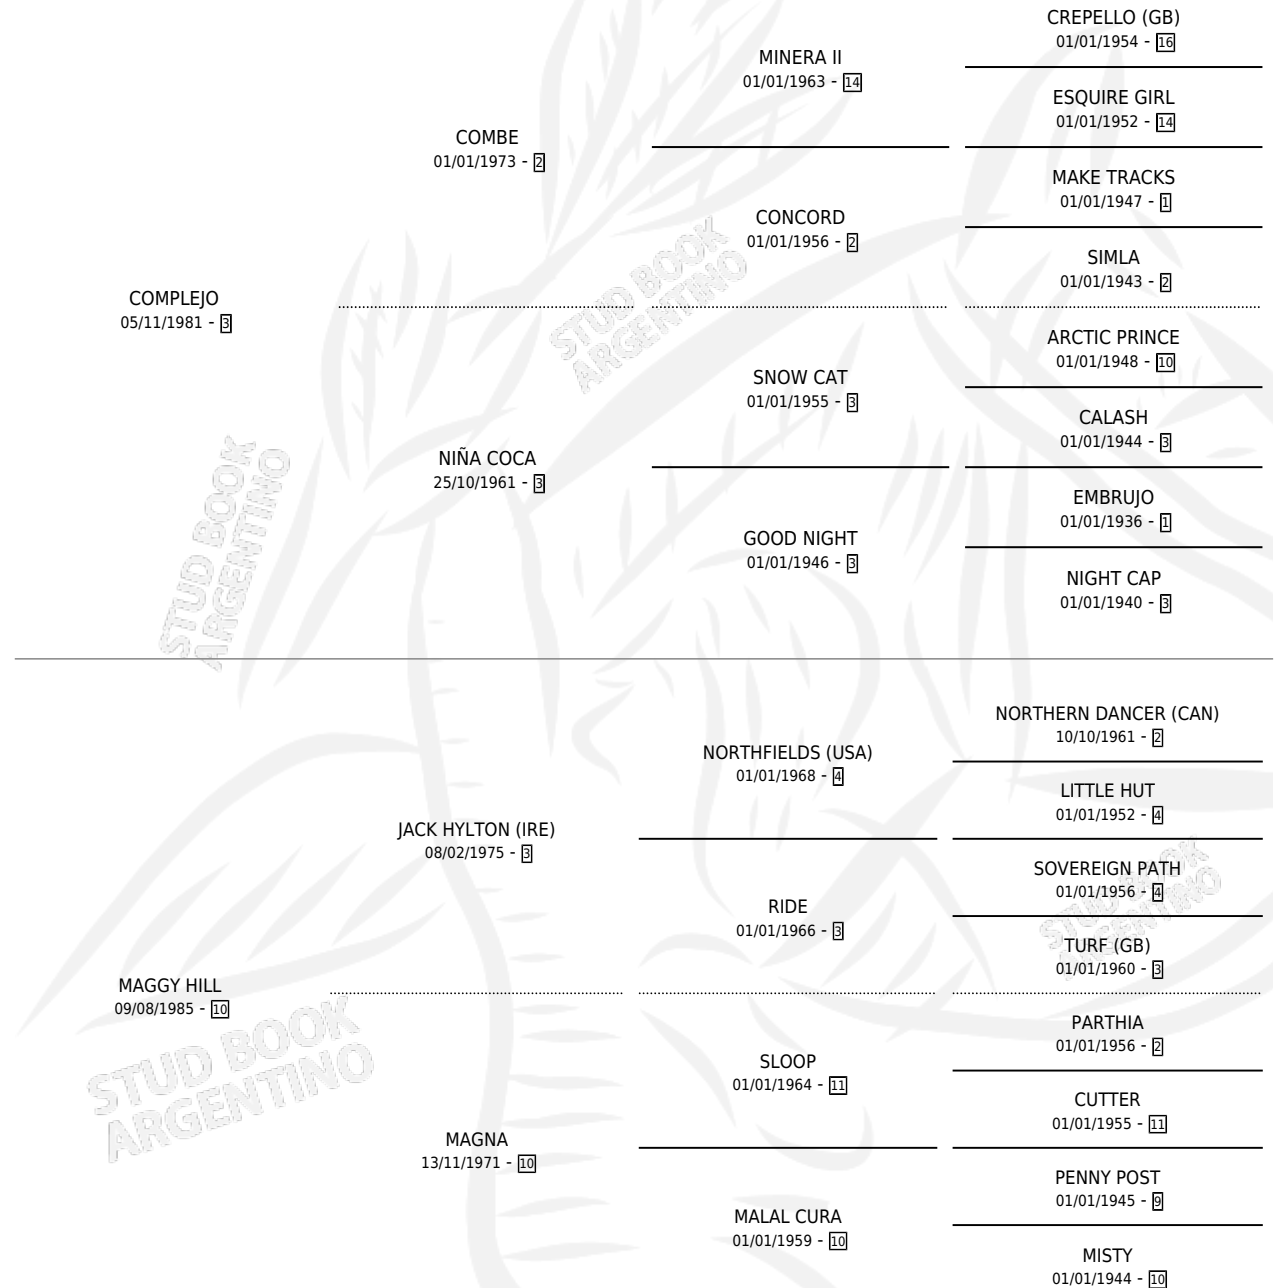 CREPELLO (GB)
01/01/1954 - 16
MINERA II
01/01/1963 - 14
ESQUIRE GIRL
01/01/1952 - 14
COMBE
01/01/1973 - 2
MAKE TRACKS
01/01/1947 - 1
CONCORD
01/01/1956 - 2
SIMLA
01/01/1943 - 2
COMPLEJO
05/11/1981 - 3
ARCTIC PRINCE
01/01/1948 - 10
SNOW CAT
01/01/1955 - 3
CALASH
01/01/1944 - 3
NIÑA COCA
25/10/1961 - 3
EMBRUJO
01/01/1936 - 1
GOOD NIGHT
01/01/1946 - 3
NIGHT CAP
01/01/1940 - 3
STUD BOOK
ARGENTINO
STUD BOOK
ARGENTINO
NORTHERN DANCER (CAN)
10/10/1961 - 2
NORTHFIELDS (USA)
01/01/1968 - 4
LITTLE HUT
01/01/1952 - 4
JACK HYLTON (IRE)
08/02/1975 - 3
SOVEREIGN PATH
01/01/1956 - 4
RIDE
01/01/1966 - 3
TURF (GB)
01/01/1960 - 3
MAGGY HILL
09/08/1985 - 10
PARTHIA
01/01/1956 - 2
SLOOP
01/01/1964 - 11
CUTTER
01/01/1955 - 11
MAGNA
13/11/1971 - 10
PENNY POST
01/01/1945 - 9
MALAL CURA
01/01/1959 - 10
MISTY
01/01/1944 - 10
STUD BOOK
ARGENTINO
STUD BOOK
ARGENTINO